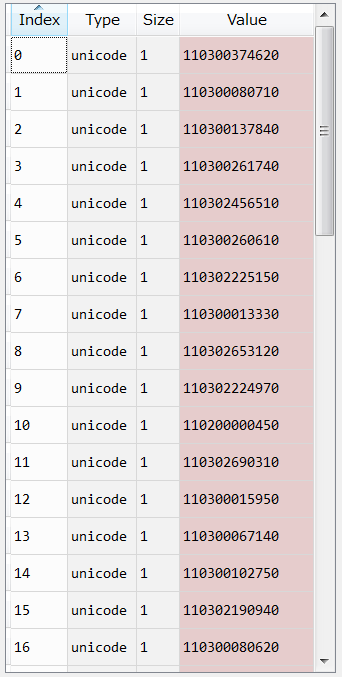 Index Type Size Value
0 unicode 1 110300374620
1 unicode 1 110300080710
2 unicode 1 110300137840
3 unicode 1 110300261740
4 unicode 1 110302456510
5 unicode 1 110300260610
6 unicode 1 110302225150
7 unicode 1 110300013330
8 unicode 1 110302653120
9 unicode 1 110302224970
10 unicode 1 110200000450
11 unicode 1 110302690310
12 unicode 1 110300015950
13 unicode 1 110300067140
14 unicode 1 110300102750
15 unicode 1 110302190940
16 unicode 1 110300080620